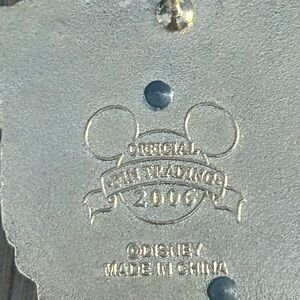 OFFICIAL
PIN TRADING
2006
©DISNEY
MADE IN CHINA